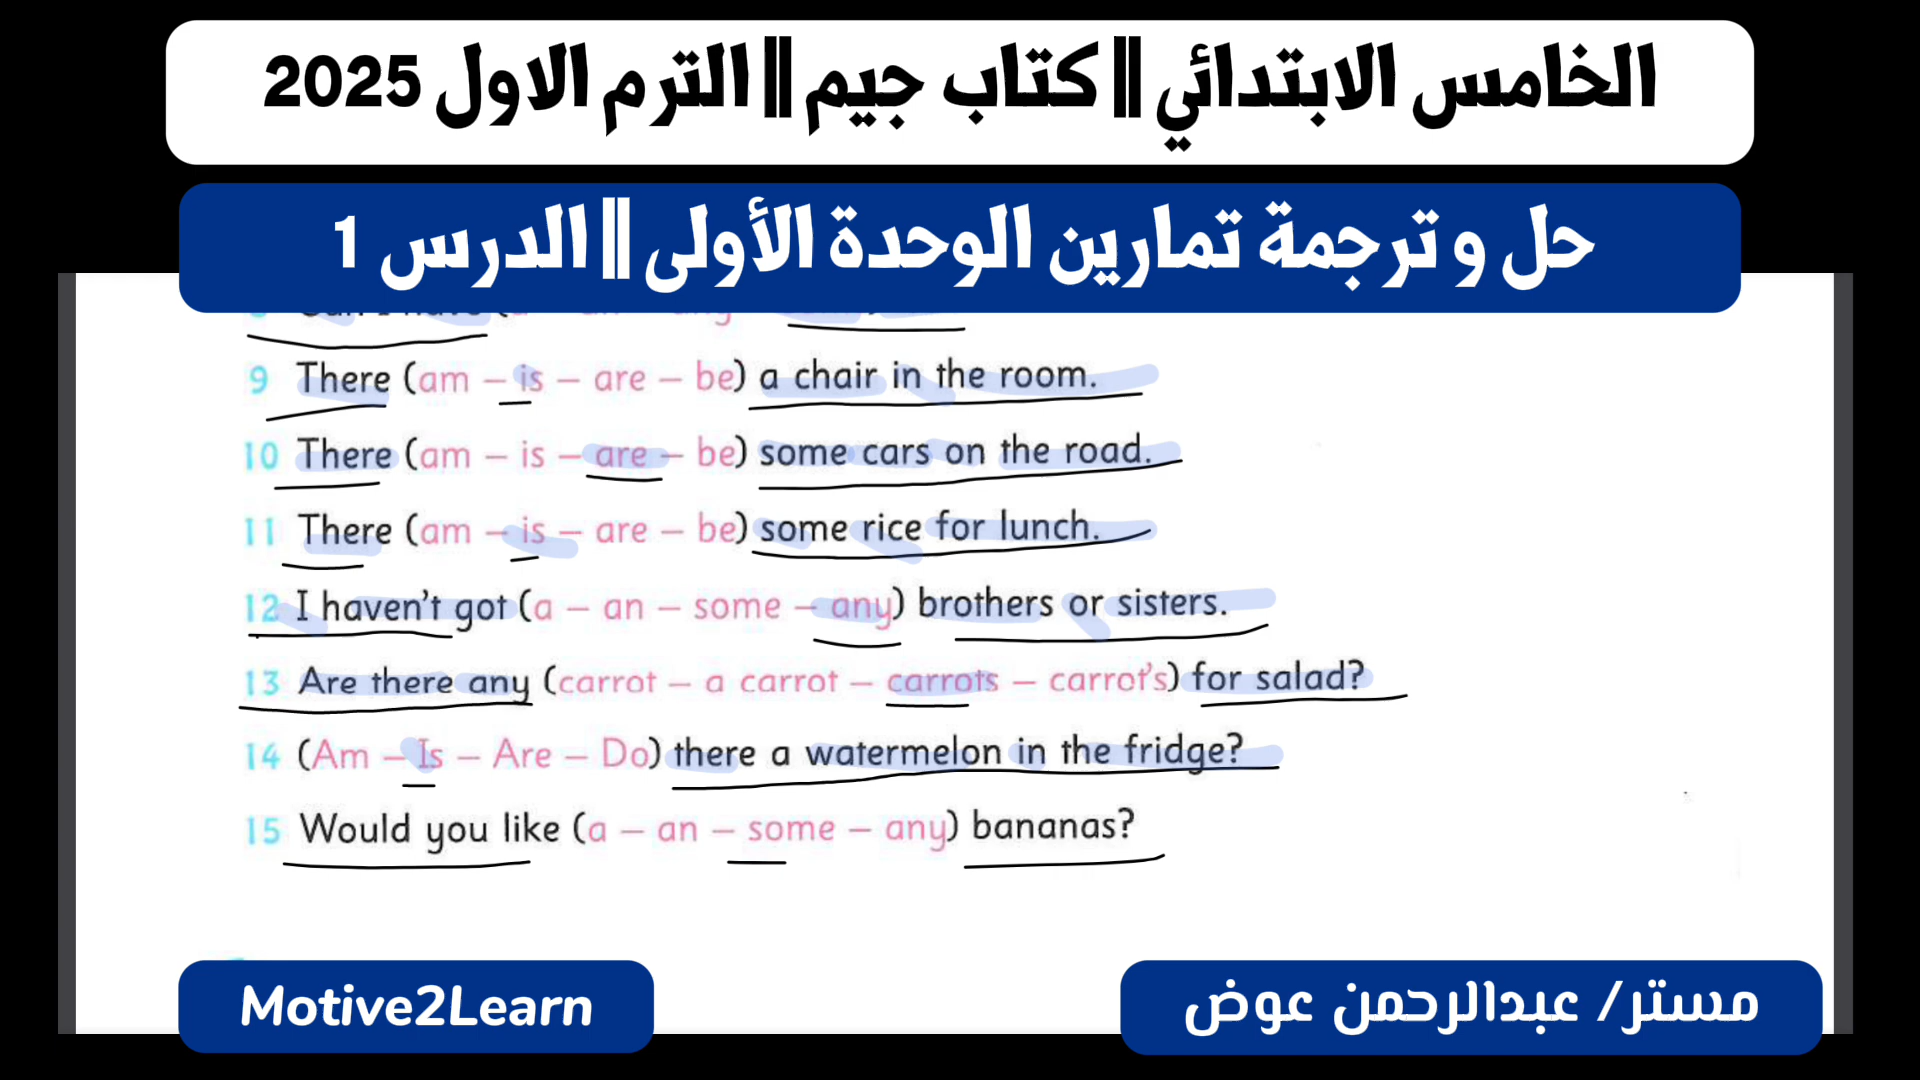 الخامس الابتدائي || كتاب جيم || الترم الاول 2025
حل و ترجمة تمارين الوحدة الأولى || الدرس 1
9 There (am – is – are – be) a chair in the room.
10 There (am – is – are – be) some cars on the road.
11 There (am – is – are – be) some rice for lunch.
12 I haven't got (a – an – some – any) brothers or sisters.
13 Are there any (carrot – a carrot – carrots – carrot's) for salad?
14 (Am – Is – Are – Do) there a watermelon in the fridge?
15 Would you like (a – an – some – any) bananas?
Motive2Learn
مستر/ عبدالرحمن عوض